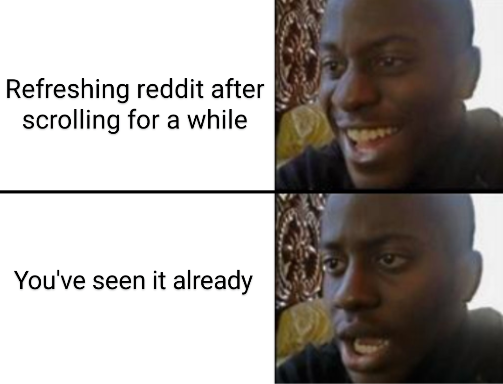 Refreshing reddit after
scrolling for a while
You've seen it already